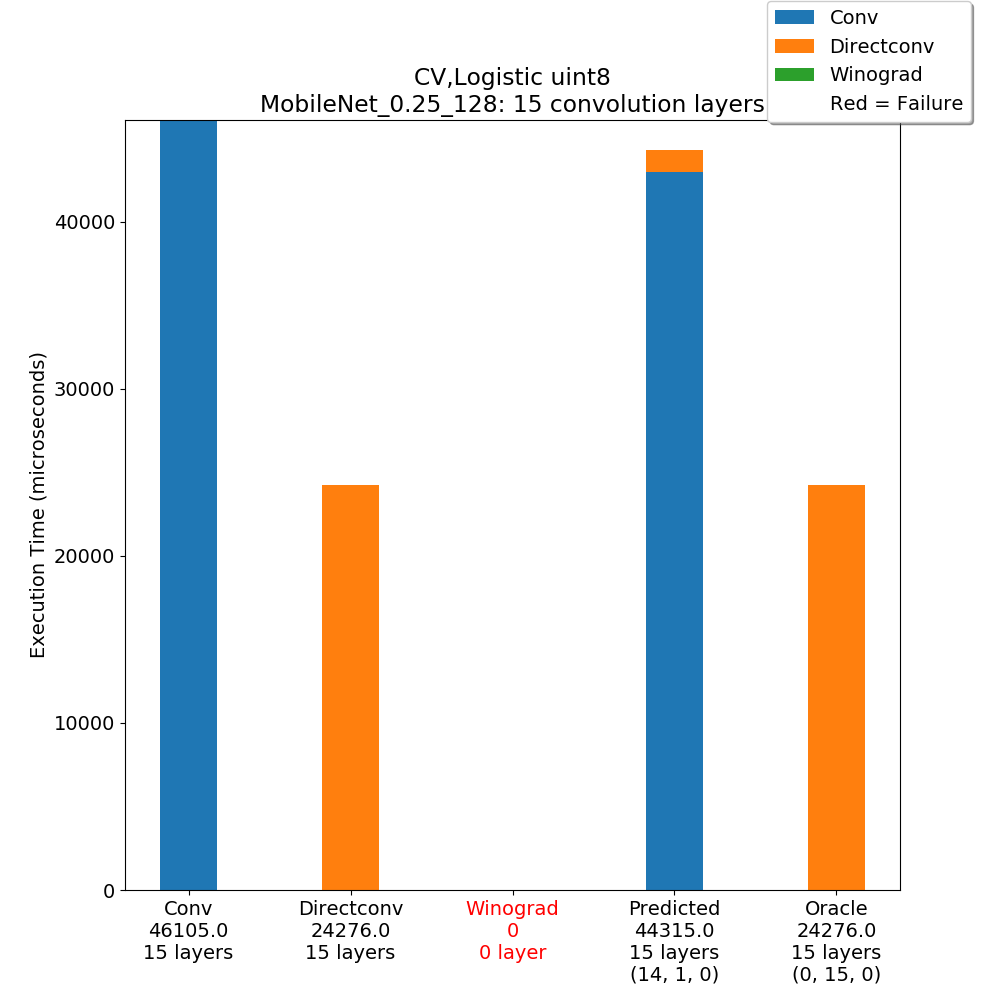 Conv
Directconv
Winograd
Red = Failure
CV,Logistic uint8
MobileNet_0.25_128: 15 convolution layers
Execution Time (microseconds)
40000
30000
20000
10000
0
Conv
46105.0
15 layers
Directconv
24276.0
15 layers
Winograd
0
0 layer
Predicted
44315.0
15 layers
(14, 1, 0)
Oracle
24276.0
15 layers
(0, 15, 0)